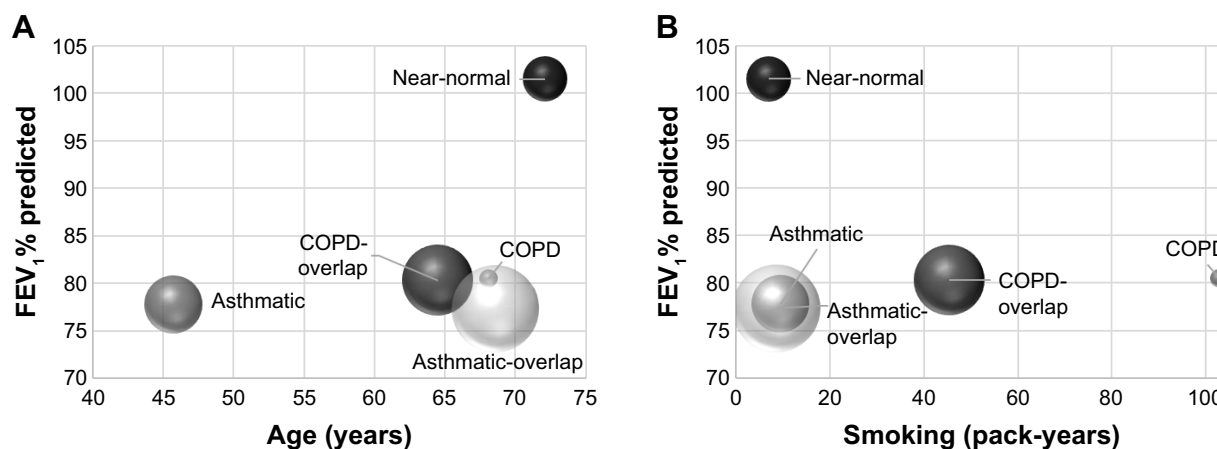 A
FEV1% predicted
105
100
95
90
85
80
75
70
Near-normal
COPD-
overlap
COPD
Asthmatic
Asthmatic-overlap
40 45 50 55 60 65 70 75
Age (years)
B
FEV1% predicted
105
100
95
90
85
80
75
70
Near-normal
Asthmatic
COPD
COPD-
overlap
Asthmatic-
overlap
0 20 40 60 80 100
Smoking (pack-years)